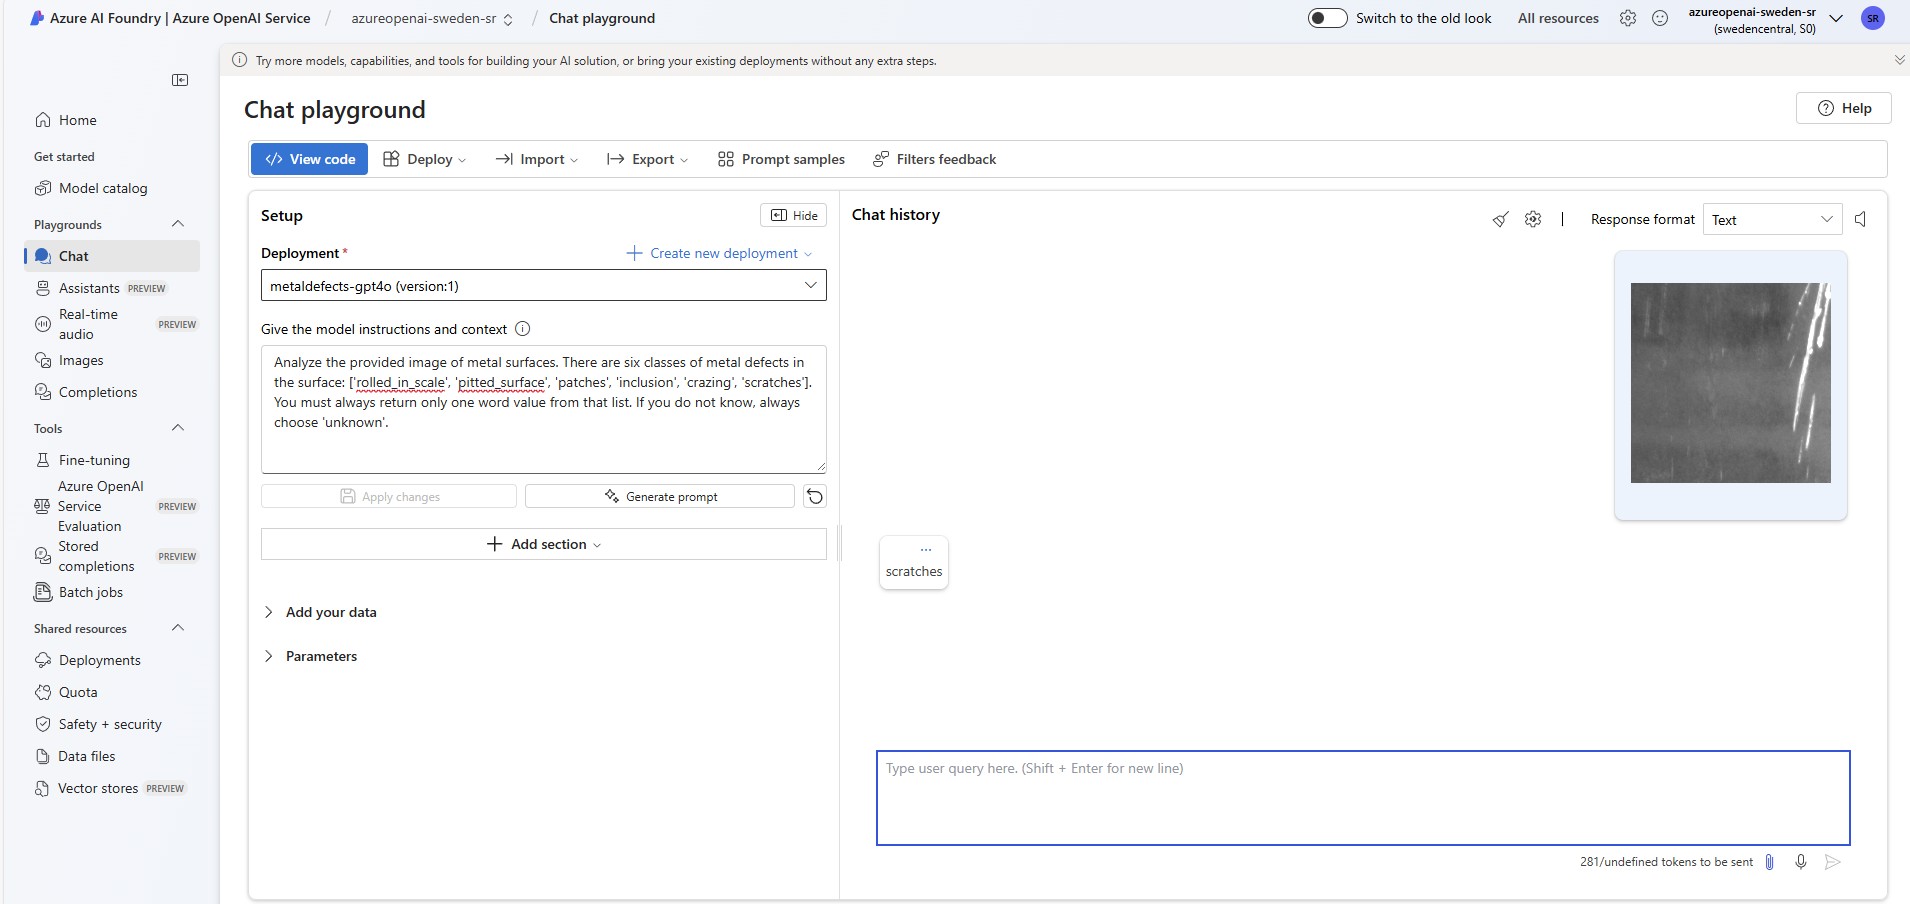 Azure AI Foundry | Azure OpenAI Service / azureopenai-sweden-sr / Chat playground
Switch to the old look
All resources
azureopenai-sweden-sr
(swedencentral, S0)
SR
Try more models, capabilities, and tools for building your AI solution, or bring your existing deployments without any extra steps.
Home
Get started
Model catalog
Playgrounds
Chat
Assistants PREVIEW
Real-time
audio
PREVIEW
Images
Completions
Tools
Fine-tuning
Azure OpenAI
Service
Evaluation
PREVIEW
Stored
completions
PREVIEW
Batch jobs
Shared resources
Deployments
Quota
Safety + security
Data files
Vector stores PREVIEW
Chat playground
Help
View code
Deploy
Import
Export
Prompt samples
Filters feedback
Setup
Hide
Deployment *
Create new deployment
metaldefects-gpt4o (version:1)
Give the model instructions and context
Analyze the provided image of metal surfaces. There are six classes of metal defects in
the surface: ['rolled_in_scale', 'pitted_surface', 'patches', 'inclusion', 'crazing', 'scratches'].
You must always return only one word value from that list. If you do not know, always
choose 'unknown'.
Apply changes
Generate prompt
Add section
Add your data
Parameters
Chat history
Response format
Text
...
scratches
Type user query here. (Shift + Enter for new line)
281/undefined tokens to be sent